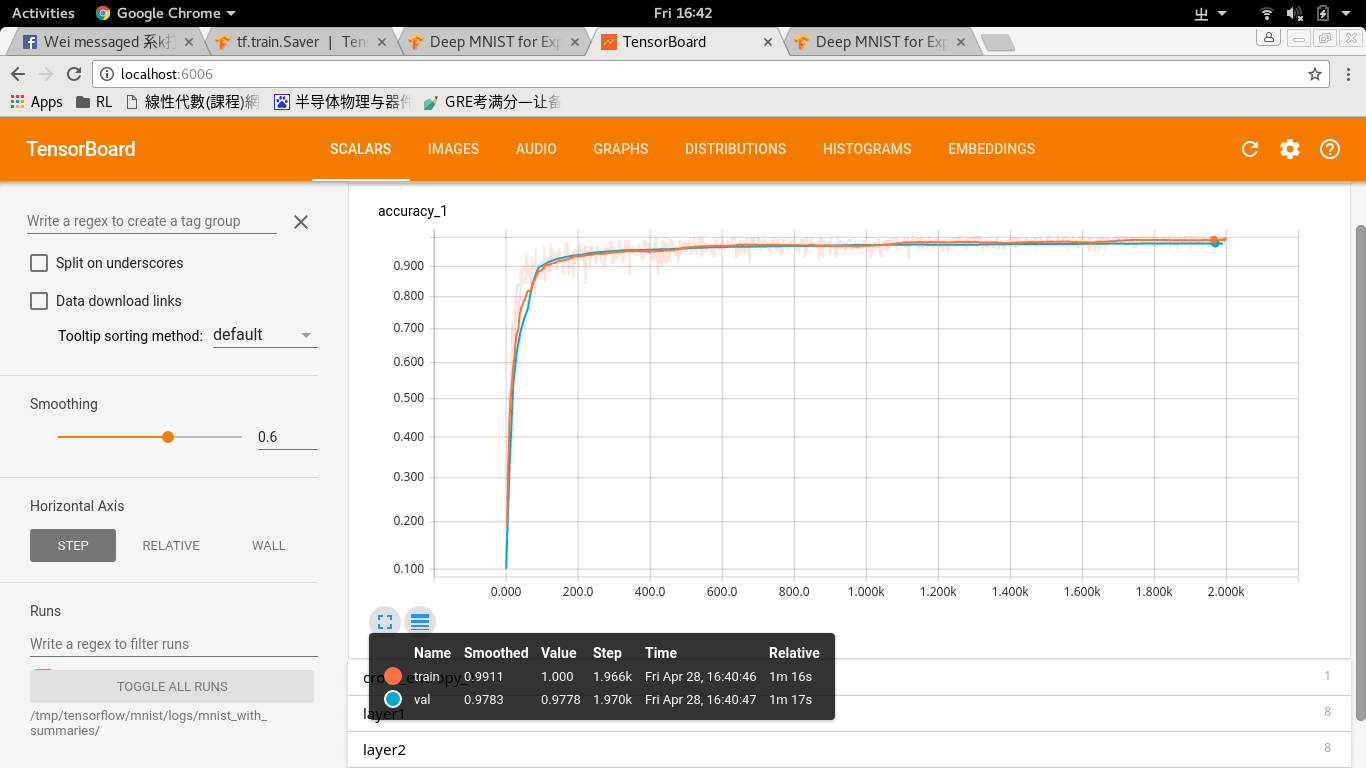 Activities Google Chrome Fri 16:42
Wei messaged tf.train.Saver | Deep MNIST for TensorBoard Deep MNIST for
localhost:6006
Apps RL 線性代數(課程)網 半导体物理与器件 GRE考满分—让备
TensorBoard SCALARS IMAGES AUDIO GRAPHS DISTRIBUTIONS HISTOGRAMS EMBEDDINGS
Write a regex to create a tag group
Split on underscores
Data download links
Tooltip sorting method: default
Smoothing
0.6
Horizontal Axis
STEP RELATIVE WALL
Runs
Write a regex to filter runs
TOGGLE ALL RUNS
/tmp/tensorflow/mnist/logs/mnist_with_
summaries/
accuracy_1
0.900
0.800
0.700
0.600
0.500
0.400
0.300
0.200
0.100
0.000 200.0 400.0 600.0 800.0 1.000k 1.200k 1.400k 1.600k 1.800k 2.000k
Name Smoothed Value Step Time Relative
train 0.9911 1.000 1.966k Fri Apr 28, 16:40:46 1m 16s
val 0.9783 0.9778 1.970k Fri Apr 28, 16:40:47 1m 17s
1
layer1 8
layer2 8